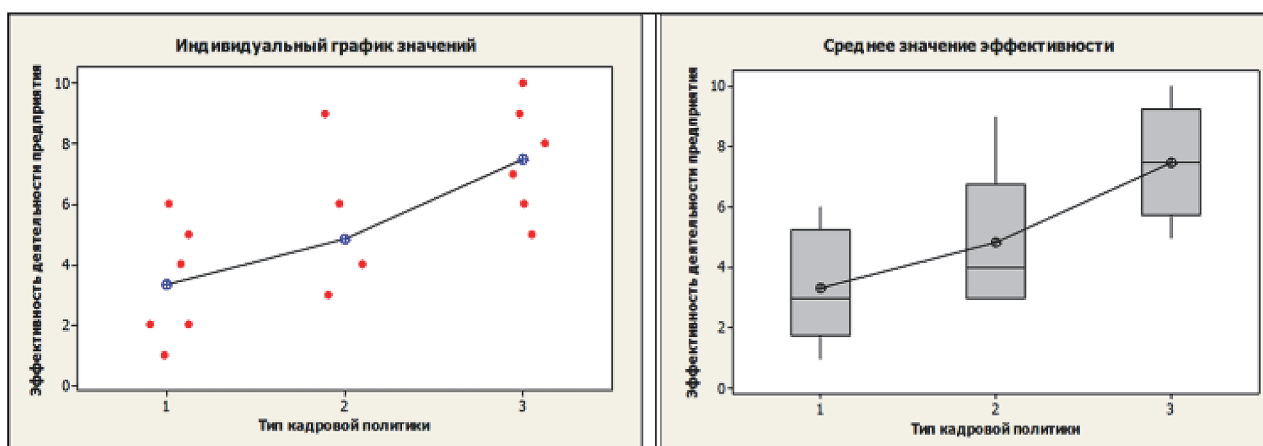 Индивидуальный график значений
Эффективность деятельности предприятия
10
8
6
4
2
0
1 2 3
Тип кадровой политики
Среднее значение эффективности
Эффективность деятельности предприятия
10
8
6
4
2
0
1 2 3
Тип кадровой политики